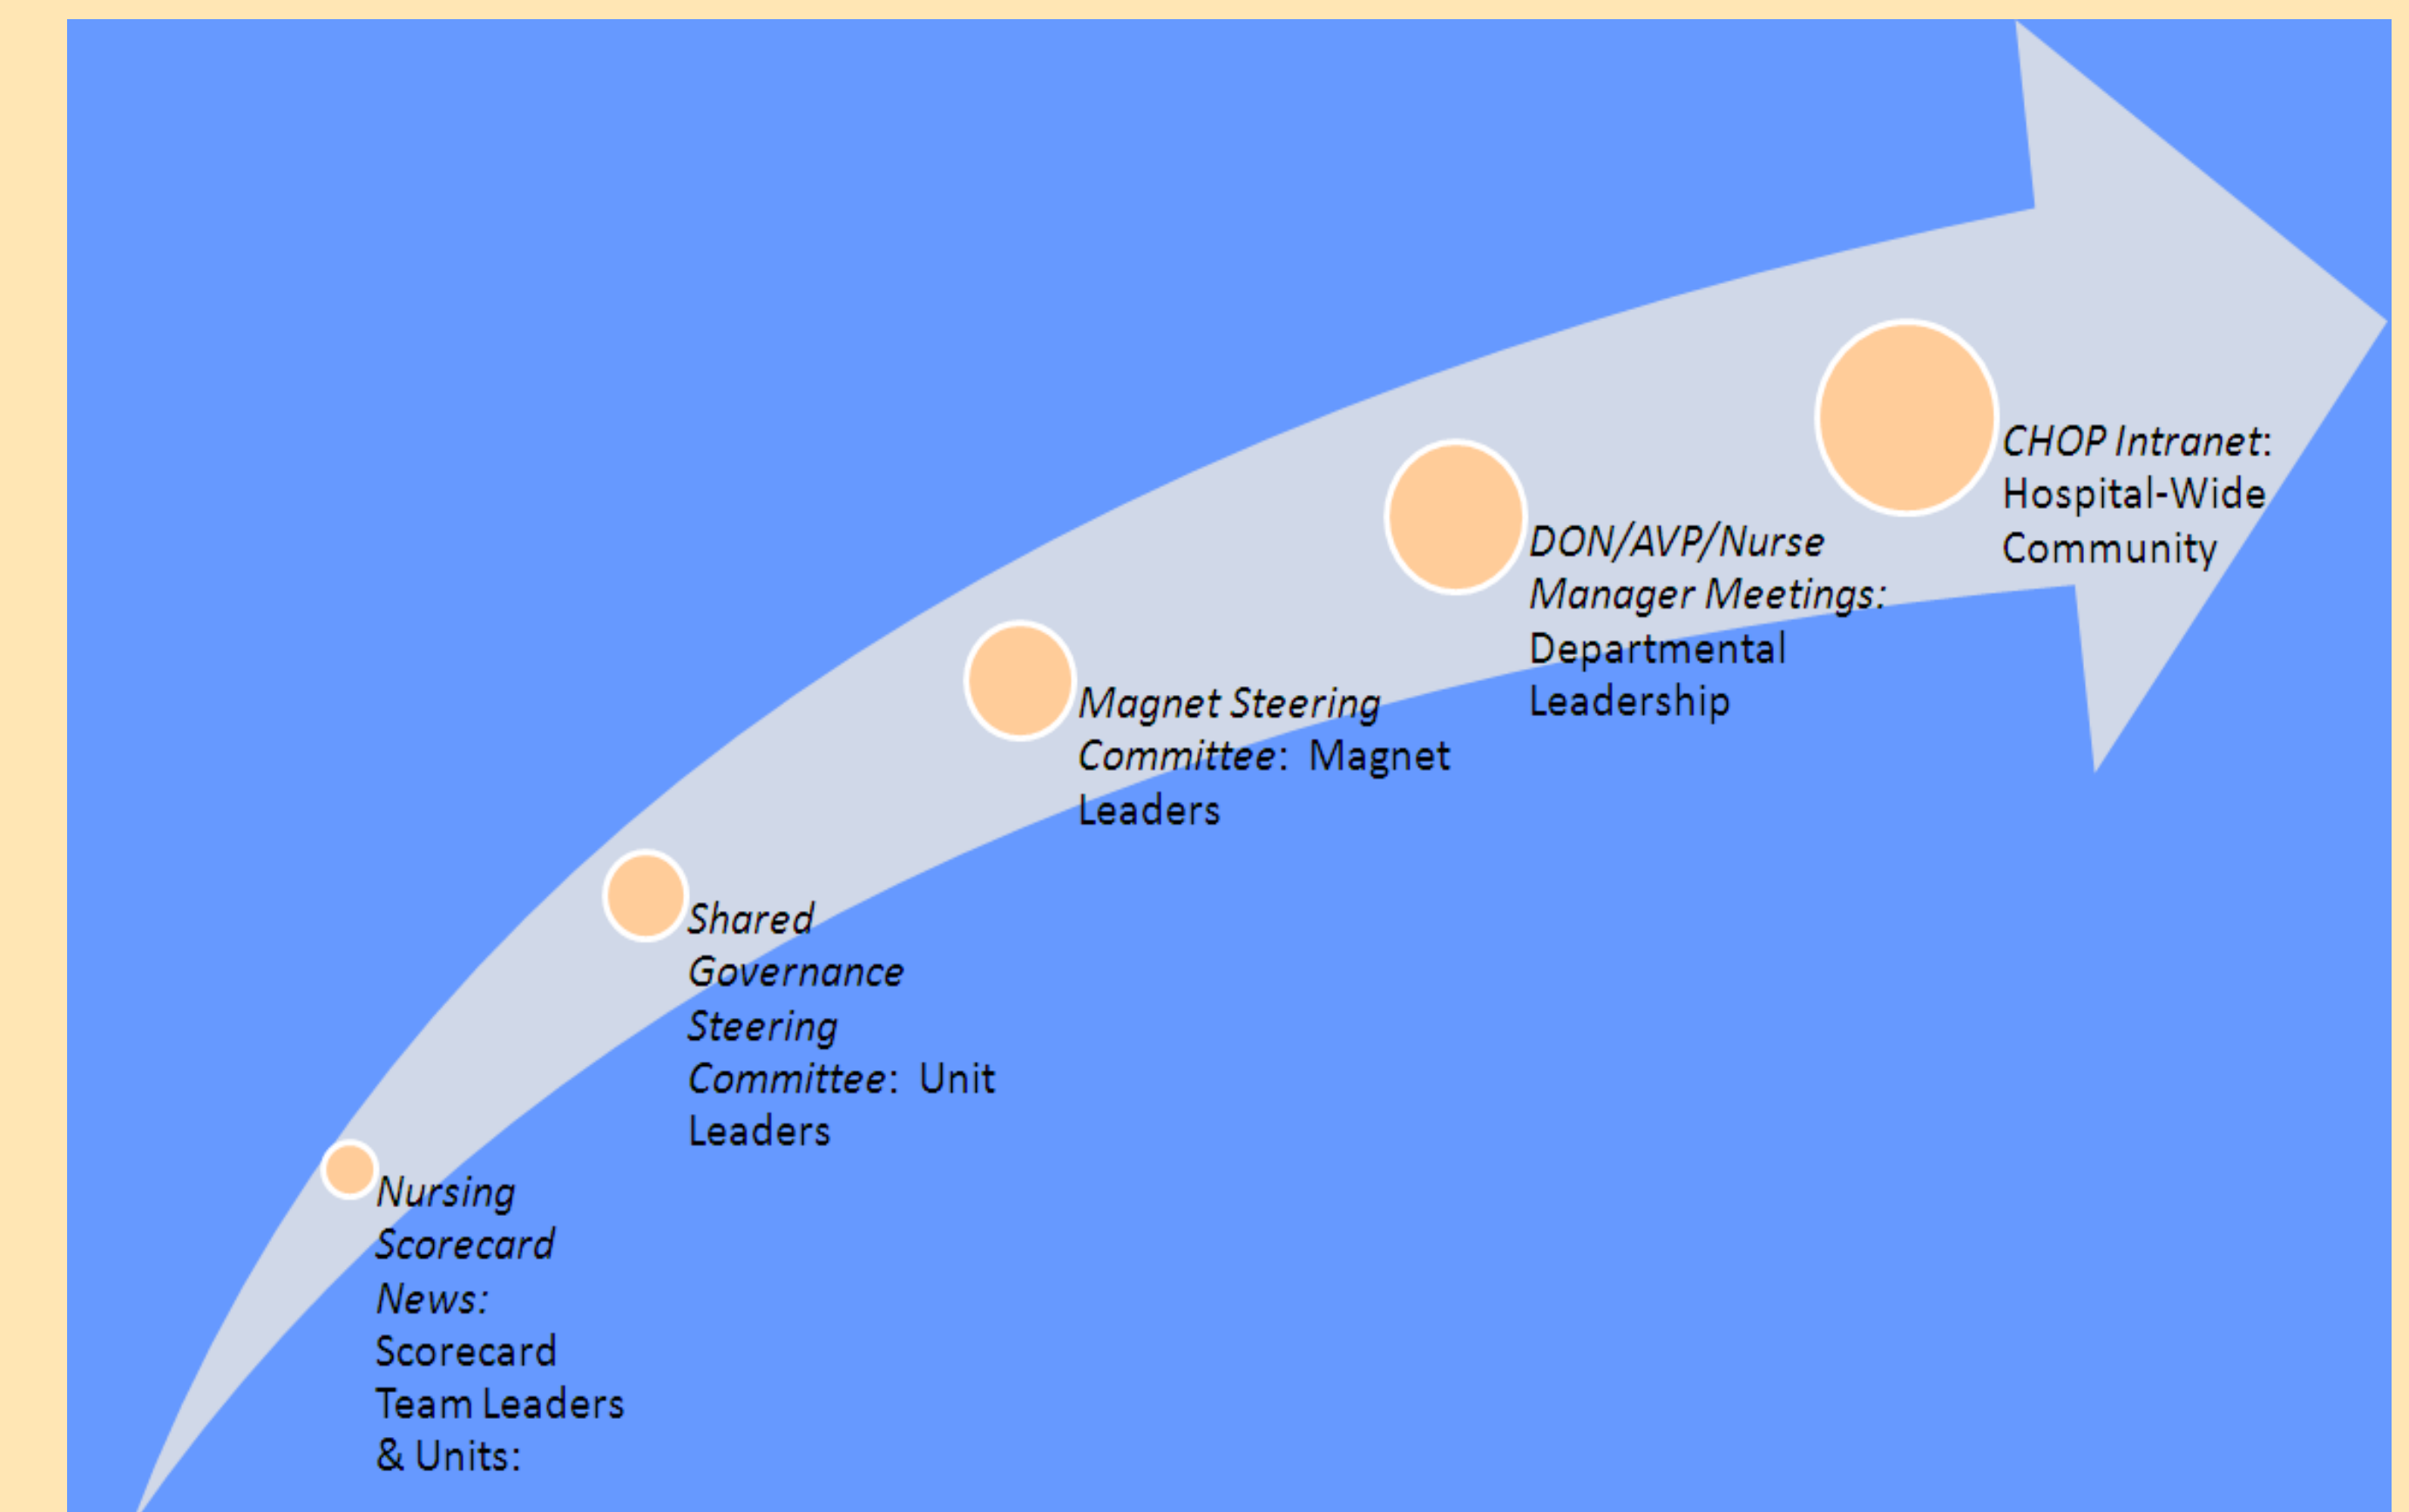 CHOP Intranet:
Hospital-Wide
Community
DON/AVP/Nurse
Manager Meetings:
Departmental
Leadership
Magnet Steering
Committee:  Magnet
Leaders
Shared
Governance
Steering
Committee:  Unit
Leaders
Nursing
Scorecard
News:
Scorecard
Team Leaders
& Units: